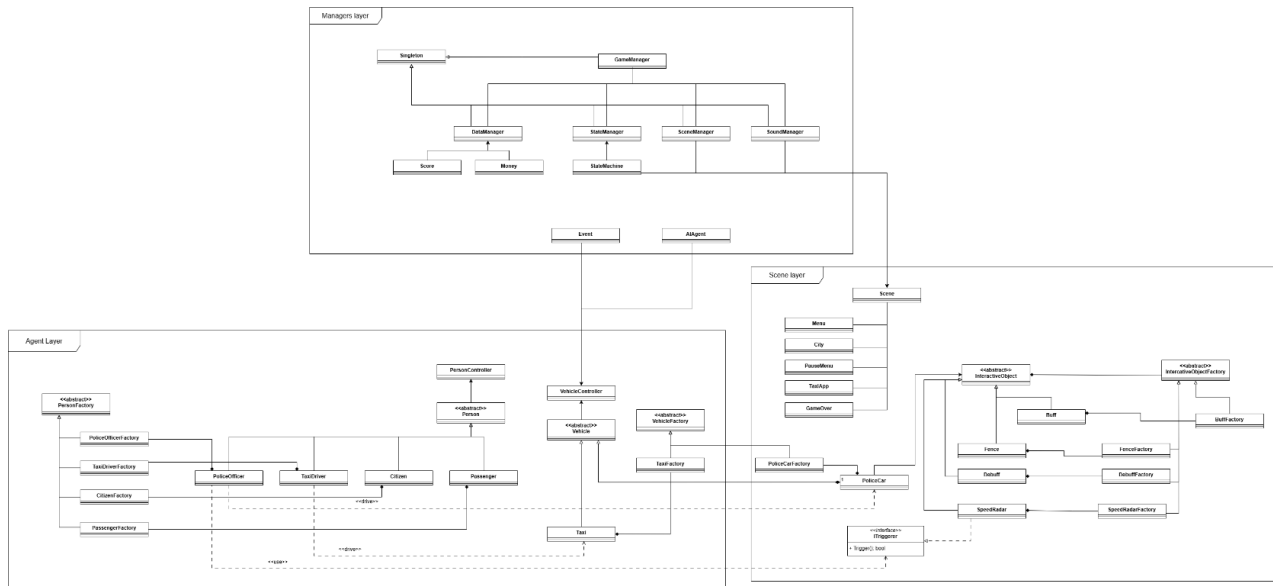 Managers layer
Singleton
GameManager
DataManager
StateManager
SceneManager
SoundManager
Score
Money
StateMachine
Event
AIAgent
Scene layer
Scene
Menu
City
PauseMenu
TaxiApp
GameOver
<<abstract>>
InteractiveObject
<<abstract>>
InteractiveObjectFactory
Buff
BuffFactory
Fence
FenceFactory
Debuff
DebuffFactory
SpeedRadar
SpeedRadarFactory
<<interface>>
ITriggerer
+ Trigger(): bool
Agent Layer
PersonController
<<abstract>>
PersonFactory
<<abstract>>
Person
VehicleController
<<abstract>>
Vehicle
<<abstract>>
VehicleFactory
PoliceOfficerFactory
TaxiDriverFactory
CitizenFactory
PassengerFactory
PoliceOfficer
TaxiDriver
Citizen
Passenger
TaxiFactory
PoliceCarFactory
PoliceCar
Taxi
<<drive>>
<<drive>>
<<use>>